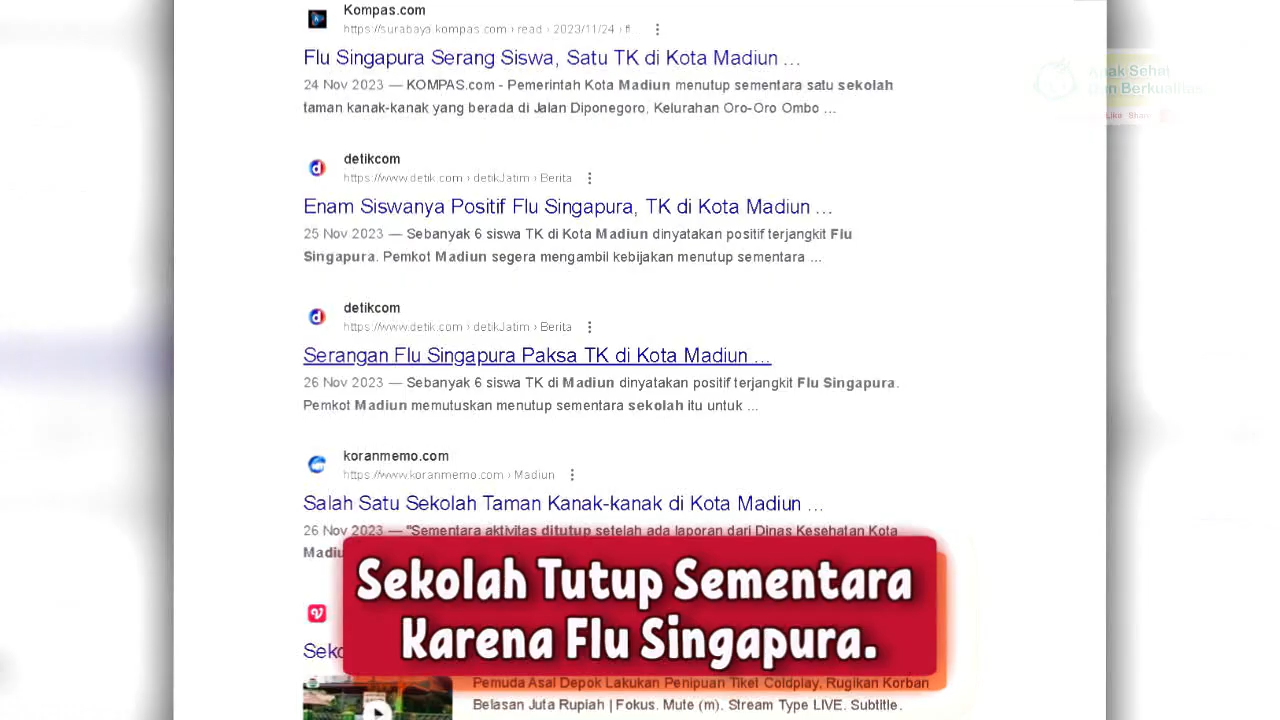 Kompas.com
https://surabaya.kompas.com › read › 2023/11/24 › fl...
Flu Singapura Serang Siswa, Satu TK di Kota Madiun ...
24 Nov 2023 — KOMPAS.com - Pemerintah Kota Madiun menutup sementara satu sekolah
taman kanak-kanak yang berada di Jalan Diponegoro, Kelurahan Oro-Oro Ombo ...
Anak Sehat
Dan Berkualitas
Like Share
detikcom
https://www.detik.com › detikJatim › Berita
Enam Siswanya Positif Flu Singapura, TK di Kota Madiun ...
25 Nov 2023 — Sebanyak 6 siswa TK di Kota Madiun dinyatakan positif terjangkit Flu
Singapura. Pemkot Madiun segera mengambil kebijakan menutup sementara ...
detikcom
https://www.detik.com › detikJatim › Berita
Serangan Flu Singapura Paksa TK di Kota Madiun ...
26 Nov 2023 — Sebanyak 6 siswa TK di Madiun dinyatakan positif terjangkit Flu Singapura.
Pemkot Madiun memutuskan menutup sementara sekolah itu untuk ...
koranmemo.com
https://www.koranmemo.com › Madiun
Salah Satu Sekolah Taman Kanak-kanak di Kota Madiun ...
26 Nov 2023 — "Sementara aktivitas ditutup setelah ada laporan dari Dinas Kesehatan Kota
Sekolah Tutup Sementara
Karena Flu Singapura.
Pemuda Asal Depok Lakukan Penipuan Tiket Coldplay, Rugikan Korban
Belasan Juta Rupiah | Fokus. Mute (m). Stream Type LIVE. Subtitle.